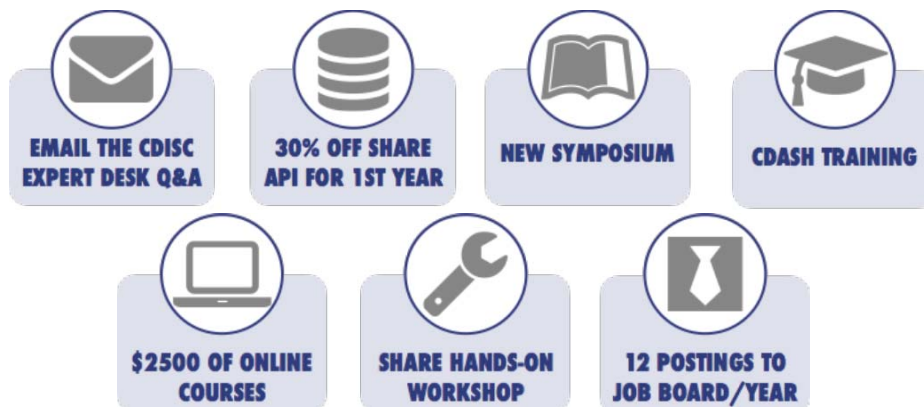 EMAIL THE CDISC
EXPERT DESK Q&A
30% OFF SHARE
API FOR 1ST YEAR
NEW SYMPOSIUM
CDASH TRAINING
$2500 OF ONLINE
COURSES
SHARE HANDS-ON
WORKSHOP
12 POSTINGS TO
JOB BOARD/YEAR